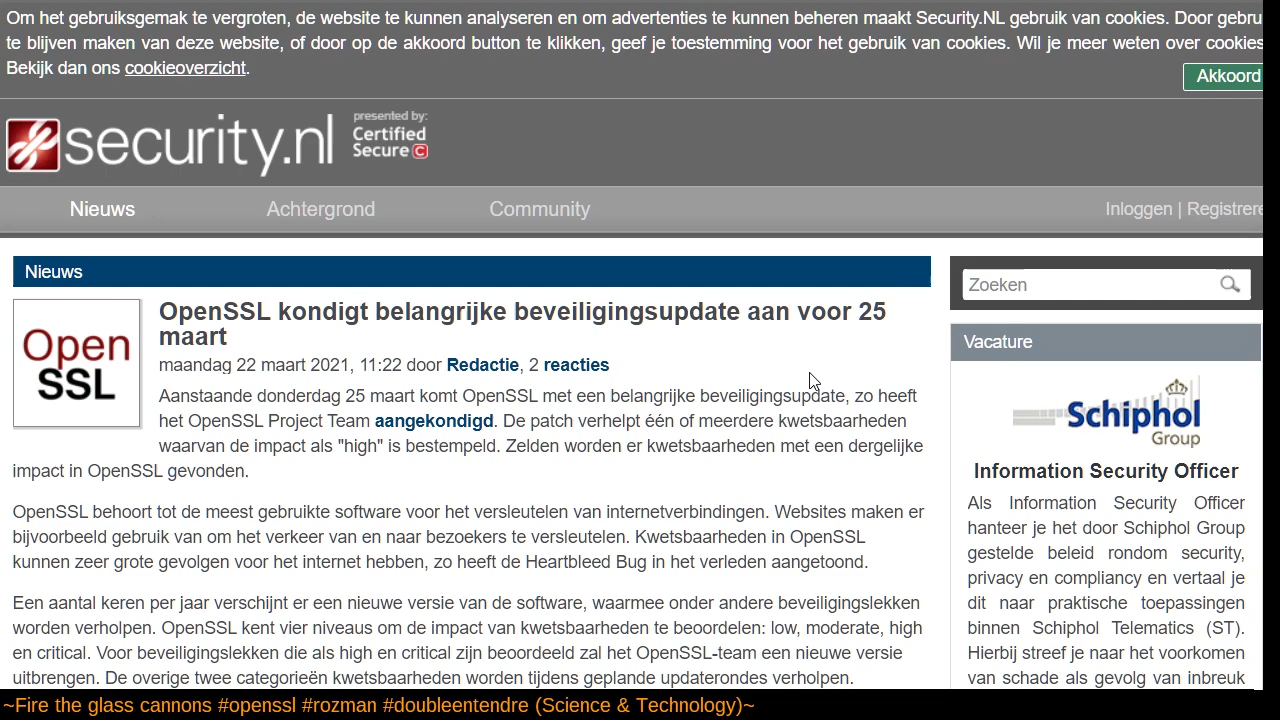 Om het gebruiksgemak te vergroten, de website te kunnen analyseren en om advertenties te kunnen beheren maakt Security.NL gebruik van cookies. Door gebru
te blijven maken van deze website, of door op de akkoord button te klikken, geef je toestemming voor het gebruik van cookies. Wil je meer weten over cookies
Bekijk dan ons cookieoverzicht.
Akkoord
security.nl
presented by:
Certified
Secure
Nieuws Achtergrond Community Inloggen | Registrere
Nieuws
Open
SSL
OpenSSL kondigt belangrijke beveiligingsupdate aan voor 25
maart
maandag 22 maart 2021, 11:22 door Redactie, 2 reacties
Aanstaande donderdag 25 maart komt OpenSSL met een belangrijke beveiligingsupdate, zo heeft
het OpenSSL Project Team aangekondigd. De patch verhelpt één of meerdere kwetsbaarheden
waarvan de impact als "high" is bestempeld. Zelden worden er kwetsbaarheden met een dergelijke
impact in OpenSSL gevonden.
OpenSSL behoort tot de meest gebruikte software voor het versleutelen van internetverbindingen. Websites maken er
bijvoorbeeld gebruik van om het verkeer van en naar bezoekers te versleutelen. Kwetsbaarheden in OpenSSL
kunnen zeer grote gevolgen voor het internet hebben, zo heeft de Heartbleed Bug in het verleden aangetoond.
Een aantal keren per jaar verschijnt er een nieuwe versie van de software, waarmee onder andere beveiligingslekken
worden verholpen. OpenSSL kent vier niveaus om de impact van kwetsbaarheden te beoordelen: low, moderate, high
en critical. Voor beveiligingslekken die als high en critical zijn beoordeeld zal het OpenSSL-team een nieuwe versie
uitbrengen. De overige twee categorieën kwetsbaarheden worden tijdens geplande updaterondes verholpen.
Zoeken
Vacature
Schiphol
Group
Information Security Officer
Als Information Security Officer
hanteer je het door Schiphol Group
gestelde beleid rondom security,
privacy en compliancy en vertaal je
dit naar praktische toepassingen
binnen Schiphol Telematics (ST).
Hierbij streef je naar het voorkomen
van schade als gevolg van inbreuk
~Fire the glass cannons #openssl #rozman #doubleentendre (Science & Technology)~